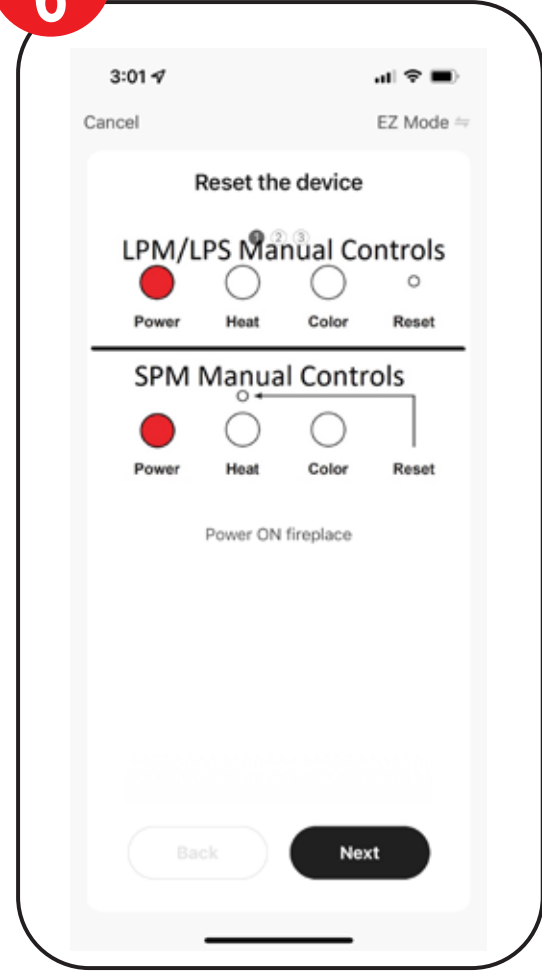 6
3:01
Cancel EZ Mode
Reset the device
1 2 3
LPM/LPS Manual Controls
Power Heat Color Reset
SPM Manual Controls
Power Heat Color Reset
Power ON fireplace
Back Next